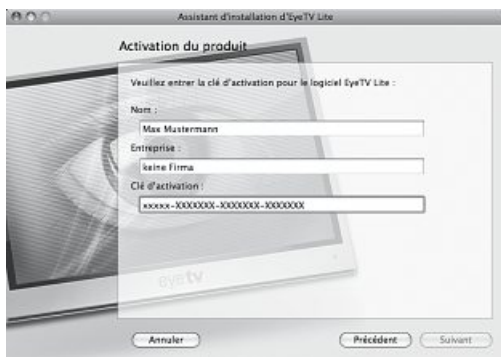 Assistant d'installation d'EyeTV Lite
Activation du produit
Veuillez entrer la clé d'activation pour le logiciel EyeTV Lite :
Nom :
Max Mustermann
Entreprise :
keine Firma
Clé d'activation :
xxxxx-XXXXXXX-XXXXXXX-XXXXXXX
eyetv
Annuler
Précédent
Suivant